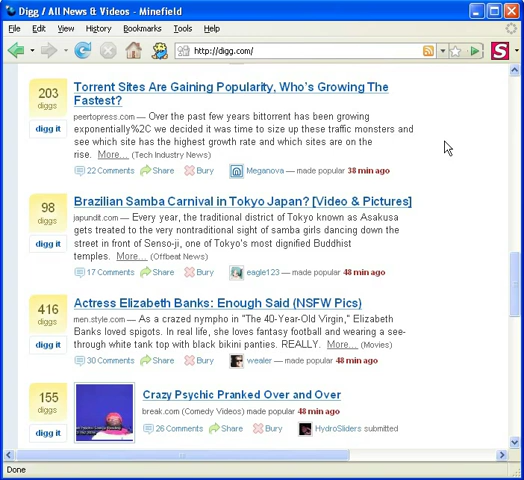 Digg / All News & Videos - Minefield
File Edit View History Bookmarks Tools Help
http://digg.com/
203
diggs
digg it
Torrent Sites Are Gaining Popularity, Who's Growing The
Fastest?
peertopress.com — Over the past few years bittorrent has been growing
exponentially%2C we decided it was time to size up these traffic monsters and
see which site has the highest growth rate and which sites are on the
rise. More... (Tech Industry News)
22 Comments Share Bury Meganova — made popular 38 min ago
98
diggs
digg it
Brazilian Samba Carnival in Tokyo Japan? [Video & Pictures]
japundit.com — Every year, the traditional district of Tokyo known as Asakusa
gets treated to the very nontraditional sight of samba girls dancing down the
street in front of Senso-ji, one of Tokyo's most dignified Buddhist
temples. More... (Offbeat News)
17 Comments Share Bury eagle123 — made popular 48 min ago
416
diggs
digg it
Actress Elizabeth Banks: Enough Said (NSFW Pics)
men.style.com — As a crazed nympho in "The 40-Year-Old Virgin," Elizabeth
Banks loved spigots. In real life, she loves fantasy football and wearing a see-
through white tank top with black bikini panties. REALLY. More... (Movies)
30 Comments Share Bury wealer — made popular 48 min ago
155
diggs
digg it
Crazy Psychic Pranked Over and Over
break.com (Comedy Videos) made popular 48 min ago
26 Comments Share Bury HydroSliders submitted
Done